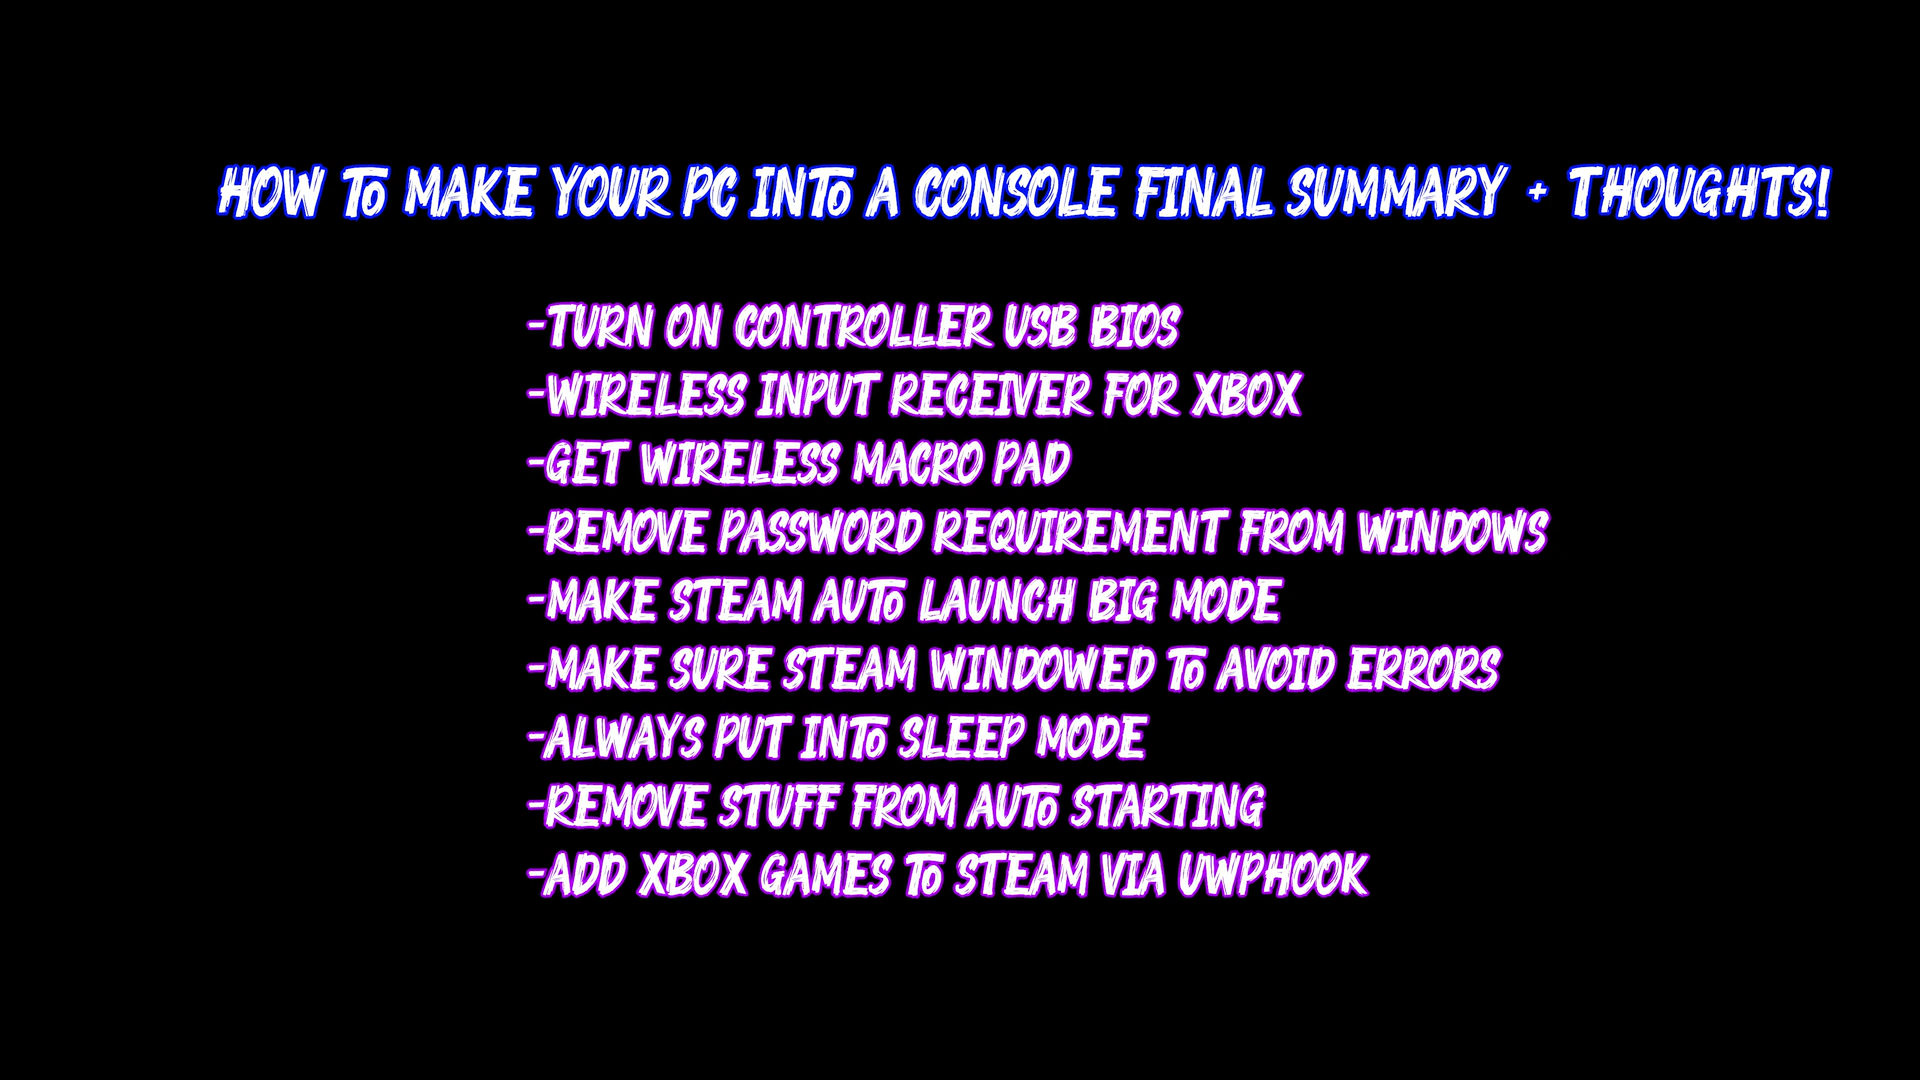 HOW TO MAKE YOUR PC INTO A CONSOLE FINAL SUMMARY + THOUGHTS!
-TURN ON CONTROLLER USB BIOS
-WIRELESS INPUT RECEIVER FOR XBOX
-GET WIRELESS MACRO PAD
-REMOVE PASSWORD REQUIREMENT FROM WINDOWS
-MAKE STEAM AUTO LAUNCH BIG MODE
-MAKE SURE STEAM WINDOWED TO AVOID ERRORS
-ALWAYS PUT INTO SLEEP MODE
-REMOVE STUFF FROM AUTO STARTING
-ADD XBOX GAMES TO STEAM VIA UWPHOOK